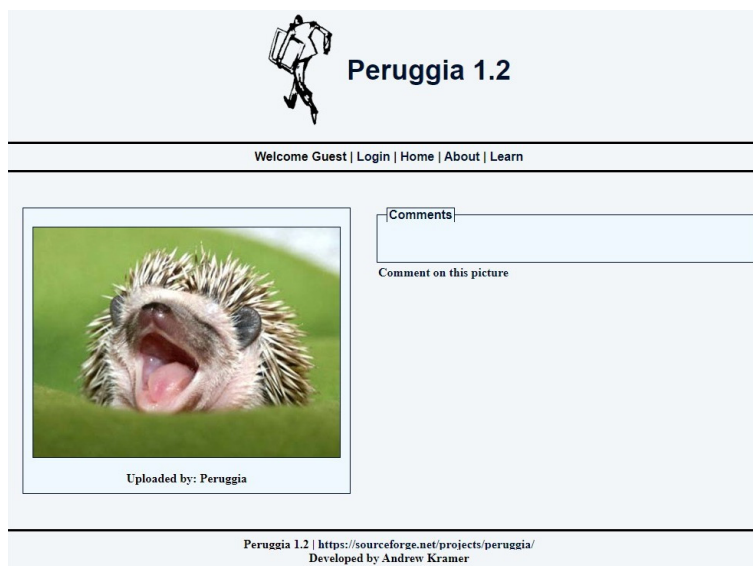 Peruggia 1.2
Welcome Guest | Login | Home | About | Learn
Comments
Comment on this picture
Uploaded by: Peruggia
Peruggia 1.2 | https://sourceforge.net/projects/peruggia/
Developed by Andrew Kramer